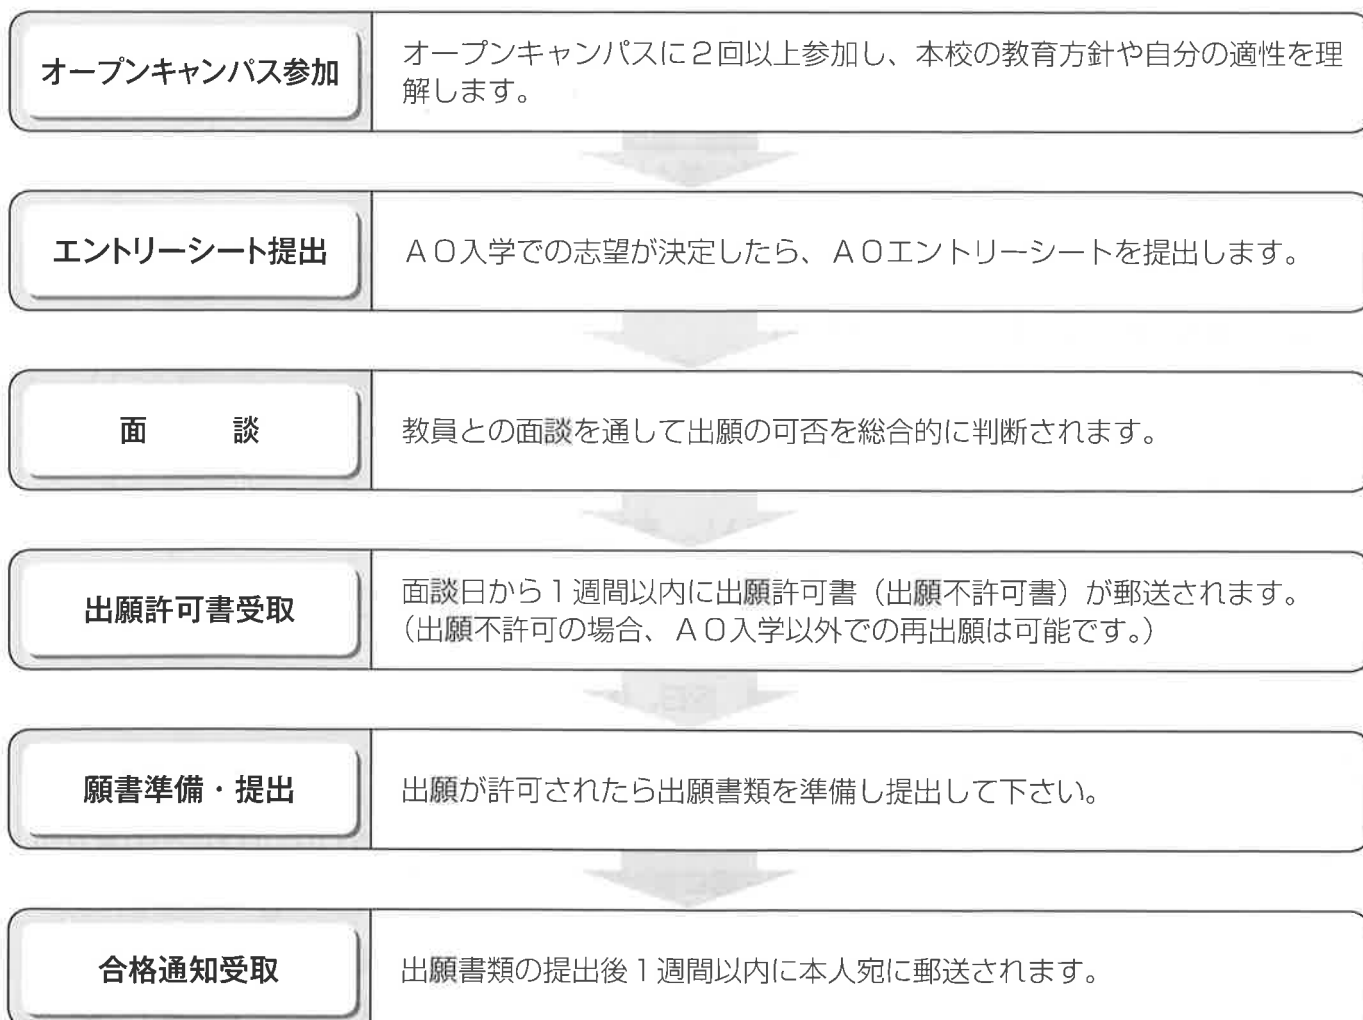 オープンキャンパス参加
オープンキャンパスに２回以上参加し、本校の教育方針や自分の適性を理
解します。
エントリーシート提出
ＡＯ入学での志望が決定したら、ＡＯエントリーシートを提出します。
面　　談
教員との面談を通して出願の可否を総合的に判断されます。
出願許可書受取
面談日から１週間以内に出願許可書（出願不許可書）が郵送されます。
（出願不許可の場合、ＡＯ入学以外での再出願は可能です。）
願書準備・提出
出願が許可されたら出願書類を準備し提出して下さい。
合格通知受取
出願書類の提出後１週間以内に本人宛に郵送されます。